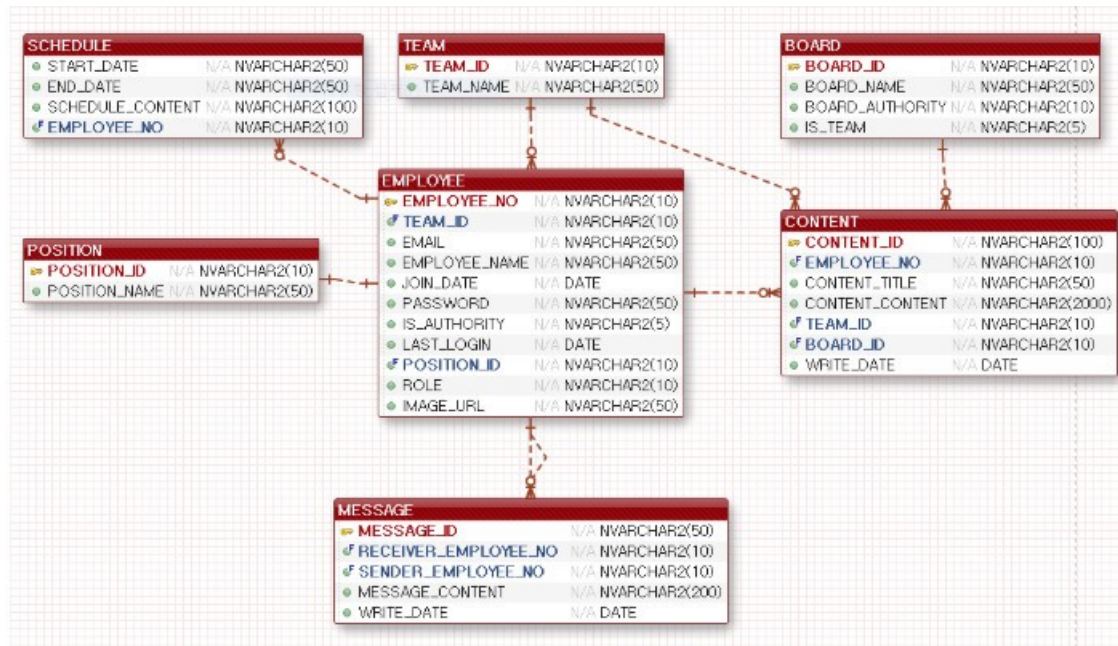 SCHEDULE
START_DATE N/A NVARCHAR2(50)
END_DATE N/A NVARCHAR2(50)
SCHEDULE_CONTENT N/A NVARCHAR2(100)
EMPLOYEE_NO N/A NVARCHAR2(10)
TEAM
TEAM_ID N/A NVARCHAR2(10)
TEAM_NAME N/A NVARCHAR2(50)
BOARD
BOARD_ID N/A NVARCHAR2(10)
BOARD_NAME N/A NVARCHAR2(50)
BOARD_AUTHORITY N/A NVARCHAR2(10)
IS_TEAM N/A NVARCHAR2(5)
POSITION
POSITION_ID N/A NVARCHAR2(10)
POSITION_NAME N/A NVARCHAR2(50)
EMPLOYEE
EMPLOYEE_NO N/A NVARCHAR2(10)
TEAM_ID N/A NVARCHAR2(10)
EMAIL N/A NVARCHAR2(50)
EMPLOYEE_NAME N/A NVARCHAR2(50)
JOIN_DATE N/A DATE
PASSWORD N/A NVARCHAR2(50)
IS_AUTHORITY N/A NVARCHAR2(5)
LAST_LOGIN N/A DATE
POSITION_ID N/A NVARCHAR2(10)
ROLE N/A NVARCHAR2(10)
IMAGE_URL N/A NVARCHAR2(50)
CONTENT
CONTENT_ID N/A NVARCHAR2(100)
EMPLOYEE_NO N/A NVARCHAR2(10)
CONTENT_TITLE N/A NVARCHAR2(50)
CONTENT_CONTENT N/A NVARCHAR2(2000)
TEAM_ID N/A NVARCHAR2(10)
BOARD_ID N/A NVARCHAR2(10)
WRITE_DATE N/A DATE
MESSAGE
MESSAGE_ID N/A NVARCHAR2(50)
RECEIVER_EMPLOYEE_NO N/A NVARCHAR2(10)
SENDER_EMPLOYEE_NO N/A NVARCHAR2(10)
MESSAGE_CONTENT N/A NVARCHAR2(200)
WRITE_DATE N/A DATE